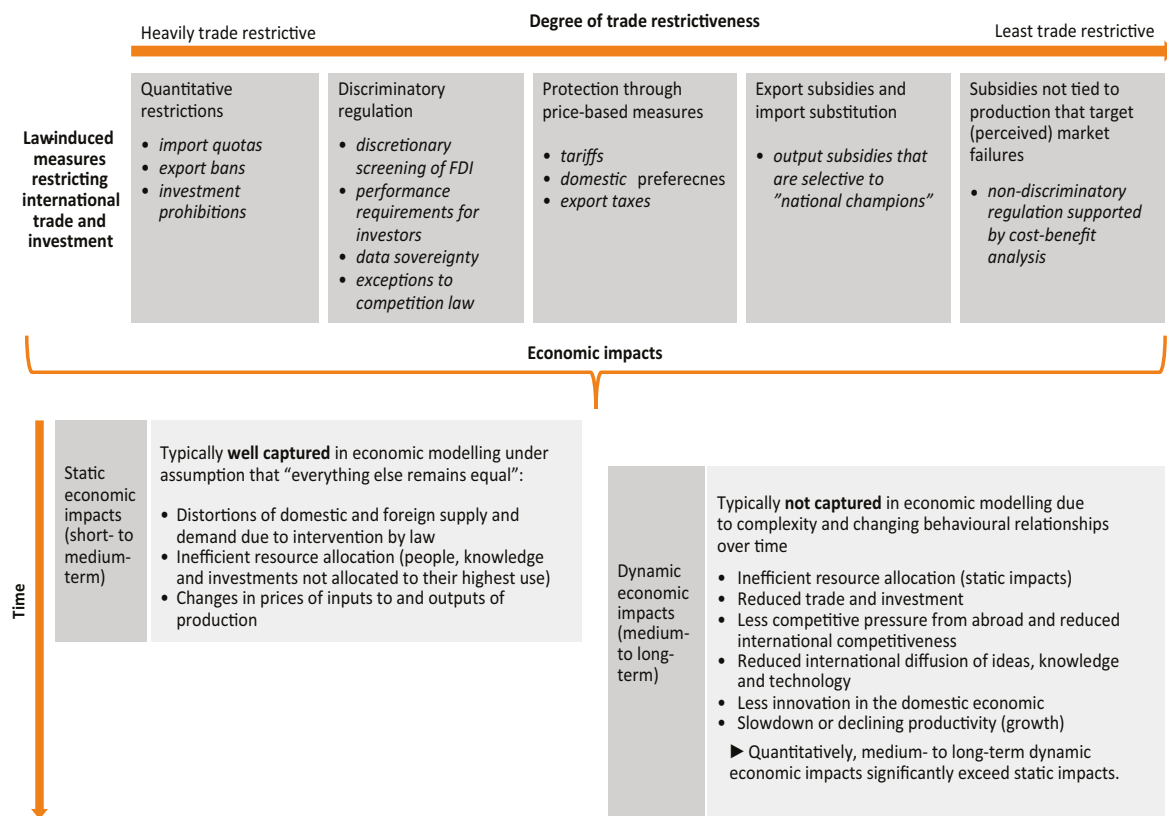 Degree of trade restrictiveness
Heavily trade restrictive
Least trade restrictive
Law-induced
measures
restricting
international
trade and
investment
Quantitative
restrictions
• import quotas
• export bans
• investment
prohibitions
Discriminatory
regulation
• discretionary
screening of FDI
• performance
requirements for
investors
• data sovereignty
• exceptions to
competition law
Protection through
price-based measures
• tariffs
• domestic preferecnes
• export taxes
Export subsidies and
import substitution
• output subsidies that
are selective to
”national champions”
Subsidies not tied to
production that target
(perceived) market
failures
• non-discriminatory
regulation supported
by cost-benefit
analysis
Economic impacts
Time
Static
economic
impacts
(short- to
medium-
term)
Typically well captured in economic modelling under
assumption that “everything else remains equal”:
• Distortions of domestic and foreign supply and
demand due to intervention by law
• Inefficient resource allocation (people, knowledge
and investments not allocated to their highest use)
• Changes in prices of inputs to and outputs of
production
Dynamic
economic
impacts
(medium-
to long-
term)
Typically not captured in economic modelling due
to complexity and changing behavioural relationships
over time
• Inefficient resource allocation (static impacts)
• Reduced trade and investment
• Less competitive pressure from abroad and reduced
international competitiveness
• Reduced international diffusion of ideas, knowledge
and technology
• Less innovation in the domestic economic
• Slowdown or declining productivity (growth)
► Quantitatively, medium- to long-term dynamic
economic impacts significantly exceed static impacts.